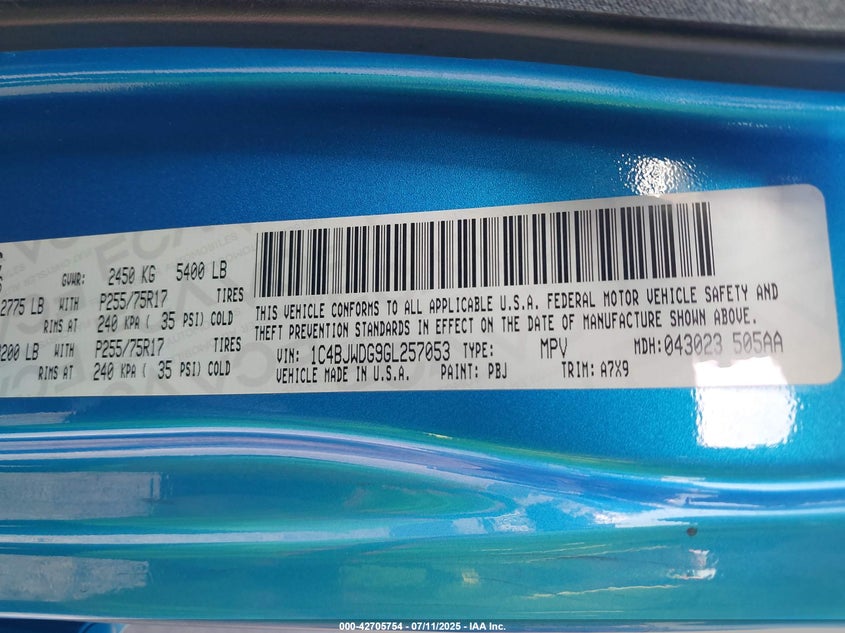 GVWR: 2450 KG 5400 LB
2775 LB WITH P255/75R17 TIRES
RIMS AT 240 KPA ( 35 PSI) COLD
200 LB WITH P255/75R17 TIRES
RIMS AT 240 KPA ( 35 PSI) COLD
THIS VEHICLE CONFORMS TO ALL APPLICABLE U.S.A. FEDERAL MOTOR VEHICLE SAFETY AND
THEFT PREVENTION STANDARDS IN EFFECT ON THE DATE OF MANUFACTURE SHOWN ABOVE.
VIN: 1C4BJWDG9GL257053 TYPE: MPV MDH: 043023 505AA
VEHICLE MADE IN U.S.A. PAINT: PBJ TRIM: A7X9
000-42705754 - 07/11/2025 - IAA Inc.